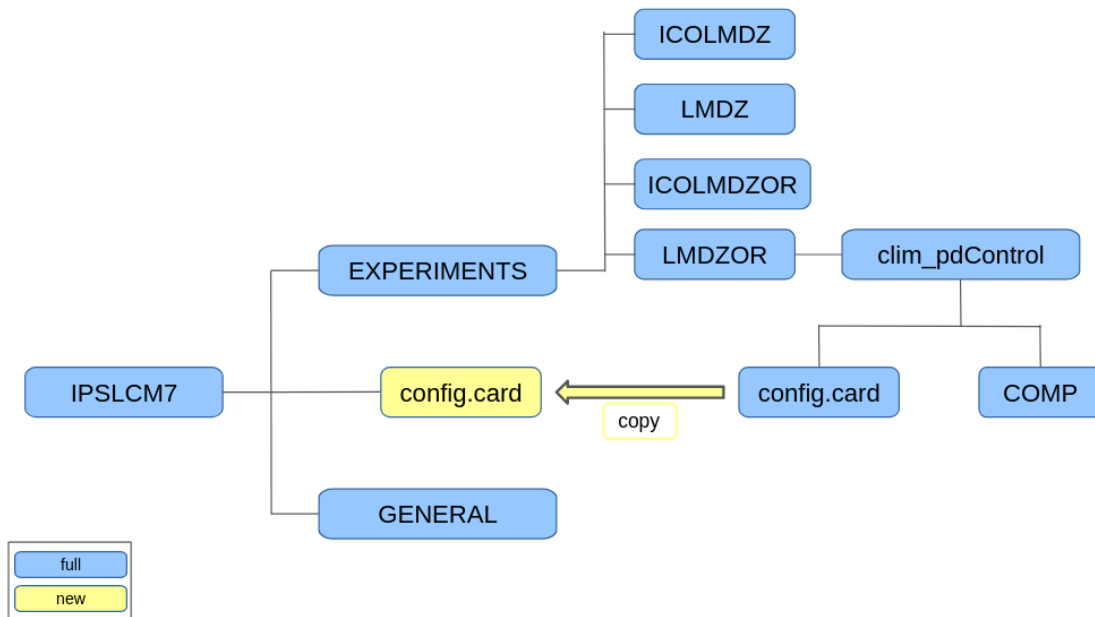 ICOLMDZ
LMDZ
ICOLMDZOR
LMDZOR
clim_pdControl
EXPERIMENTS
IPSLCM7
config.card
copy
config.card
COMP
GENERAL
full
new